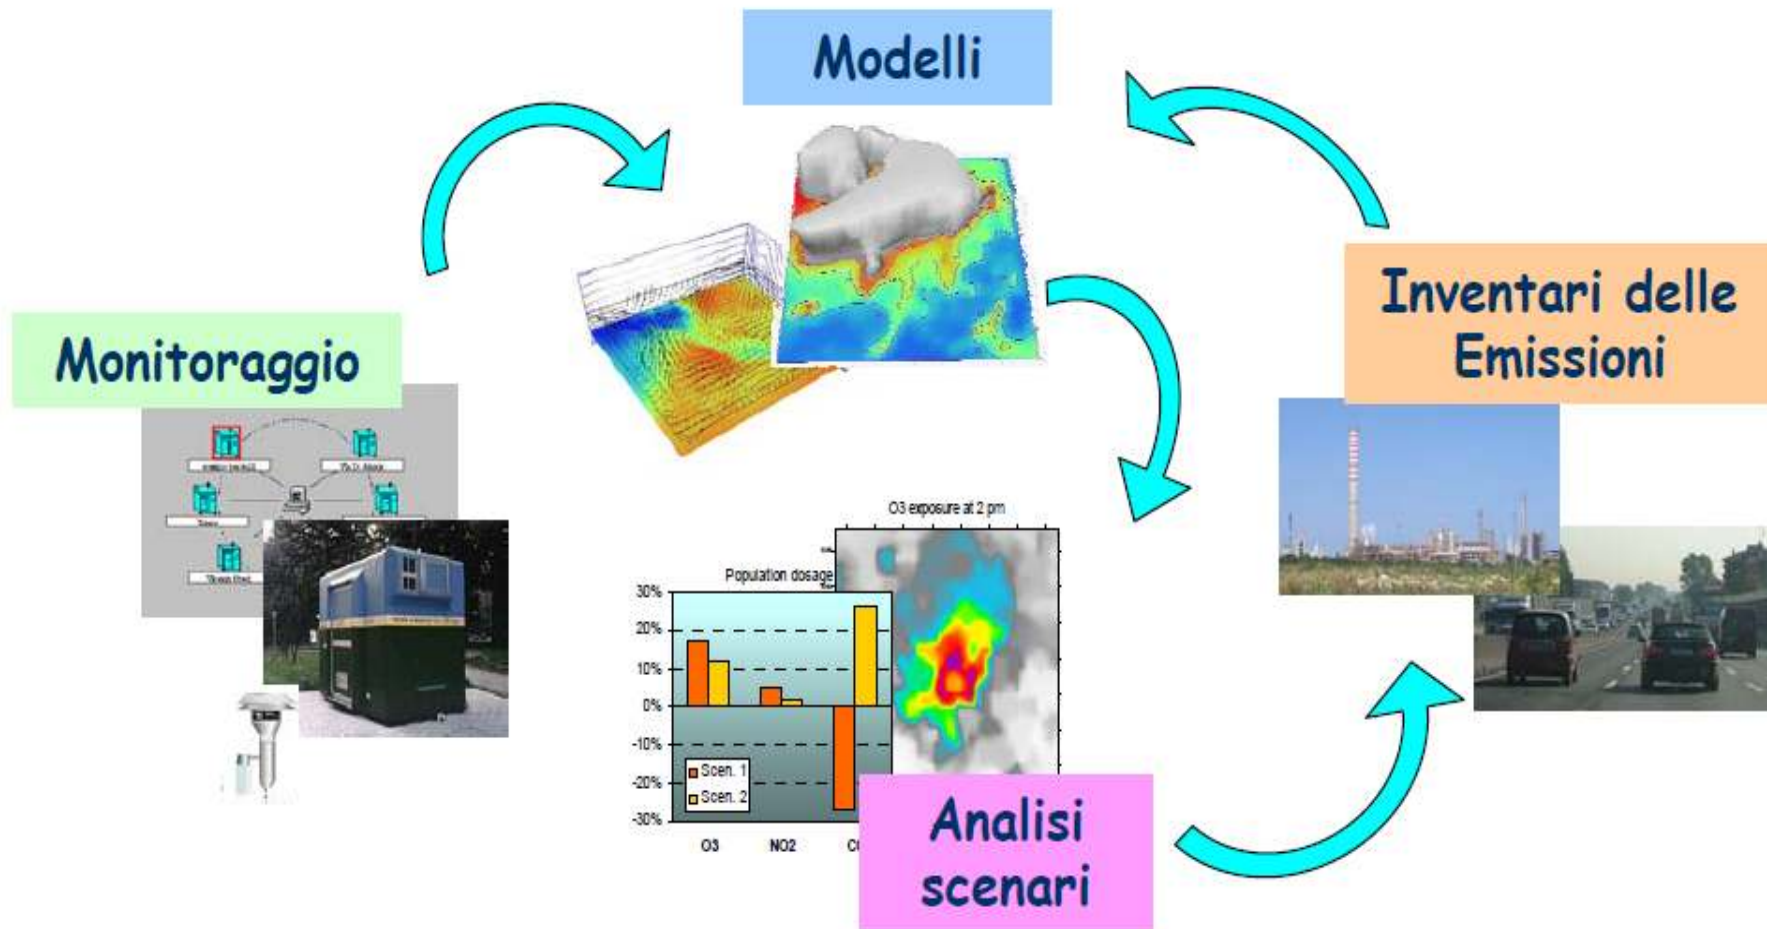 Modelli
Inventari delle
Emissioni
Monitoraggio
O3 exposure at 2 pm
Population dosage
30%
20%
10%
0%
-10%
-20%
-30%
Scen. 1
Scen. 2
O3 NO2
Analisi
scenari